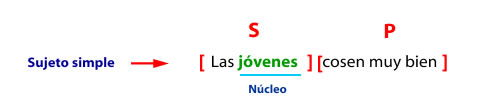 S P
Sujeto simple [ Las jóvenes ] [cosen muy bien ]
Núcleo